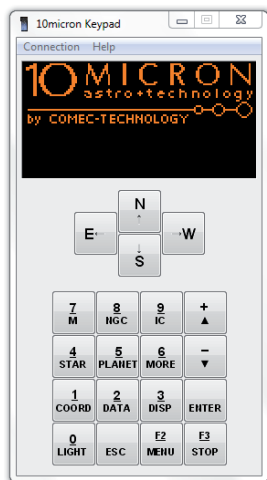 10micron Keypad
Connection Help
10 MICRON
astro+technology
by COMEC-TECHNOLOGY
N
E W
S
7 8 9 +
M NGC IC
4 5 6 -
STAR PLANET MORE
1 2 3
COORD DATA DISP ENTER
0 F2 F3
LIGHT ESC MENU STOP